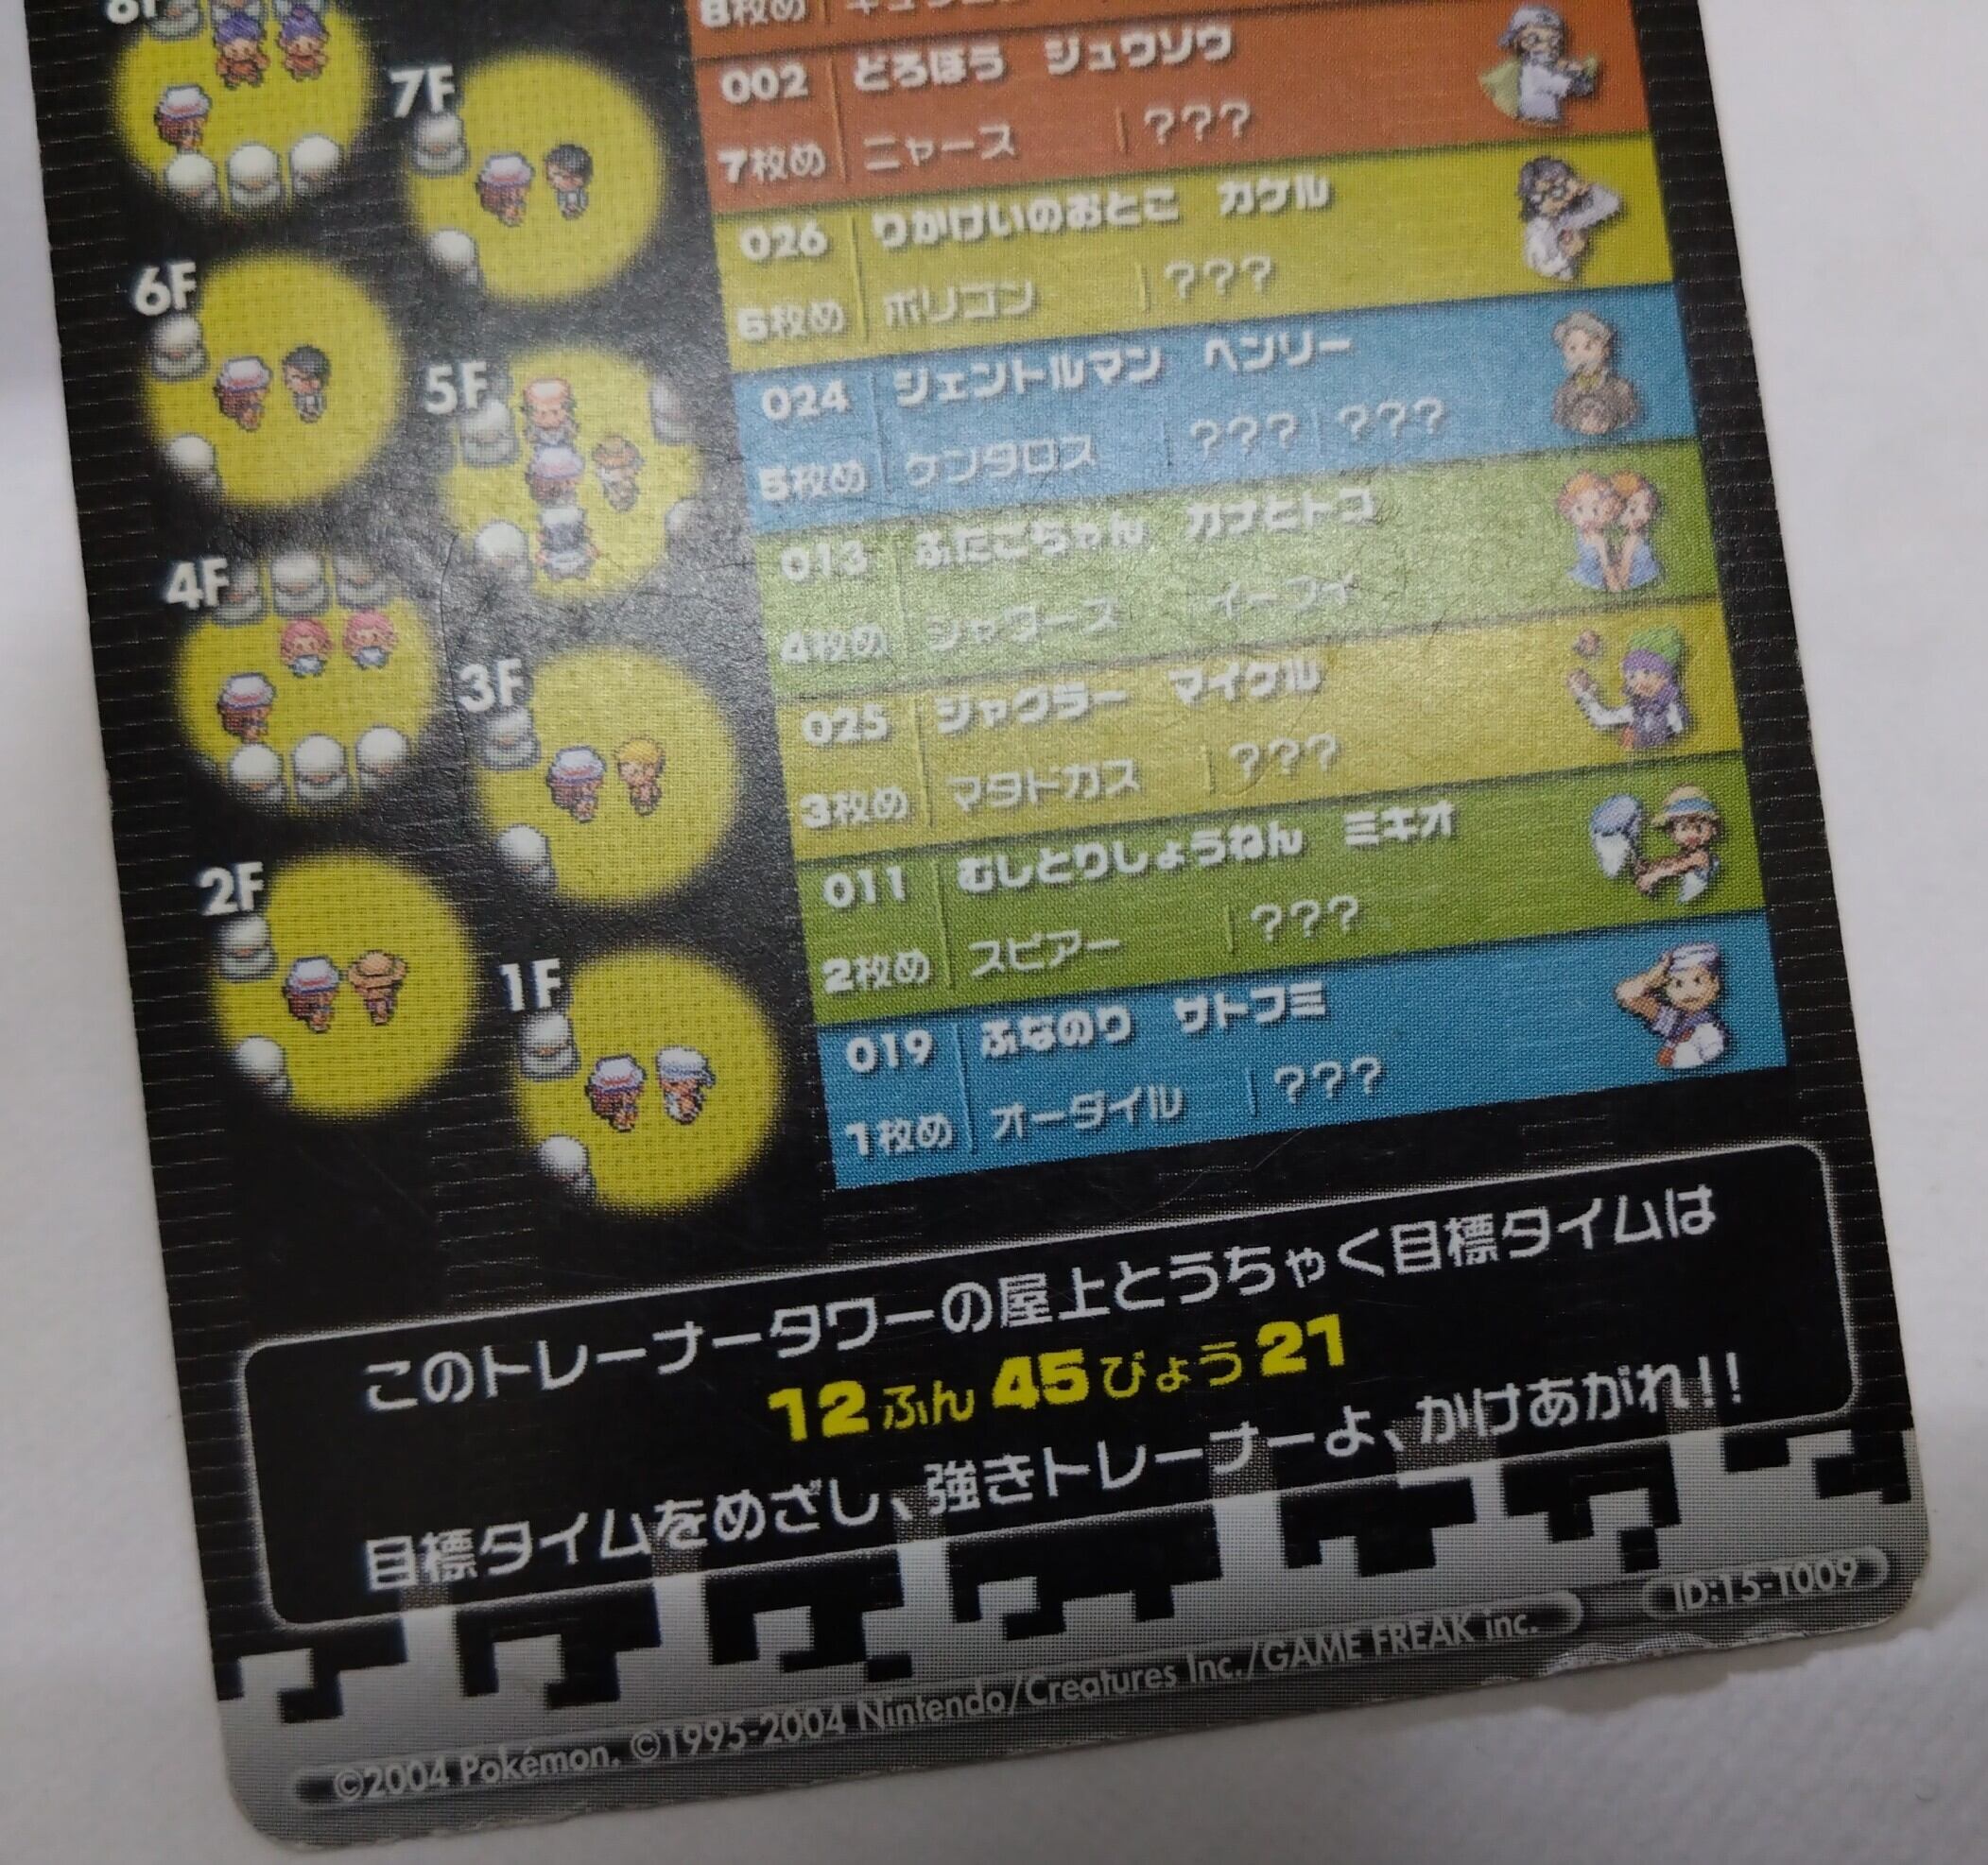 8F
7F
6F
5F
4F
3F
2F
1F
8枚め
002 どろぼう ジュウゾウ
7枚め ニャース ???
026 りかけいのおとこ カケル
6枚め ポリゴン ???
024 ジェントルマン ヘンリー
5枚め ケンタロス ??? ???
013 ふたごちゃん カナとトコ
4枚め シャワーズ イーブイ
025 ジャグラー マイケル
3枚め マタドガス ???
011 むしとりしょうねん ミキオ
2枚め スピアー ???
019 ふなのり サトフミ
1枚め オーダイル ???
このトレーナータワーの屋上とうちゃく目標タイムは
12ふん45びょう21
目標タイムをめざし、強きトレーナーよ、かけあがれ!!
ID:15-T009
©2004 Pokémon. ©1995-2004 Nintendo/Creatures Inc./GAME FREAK inc.